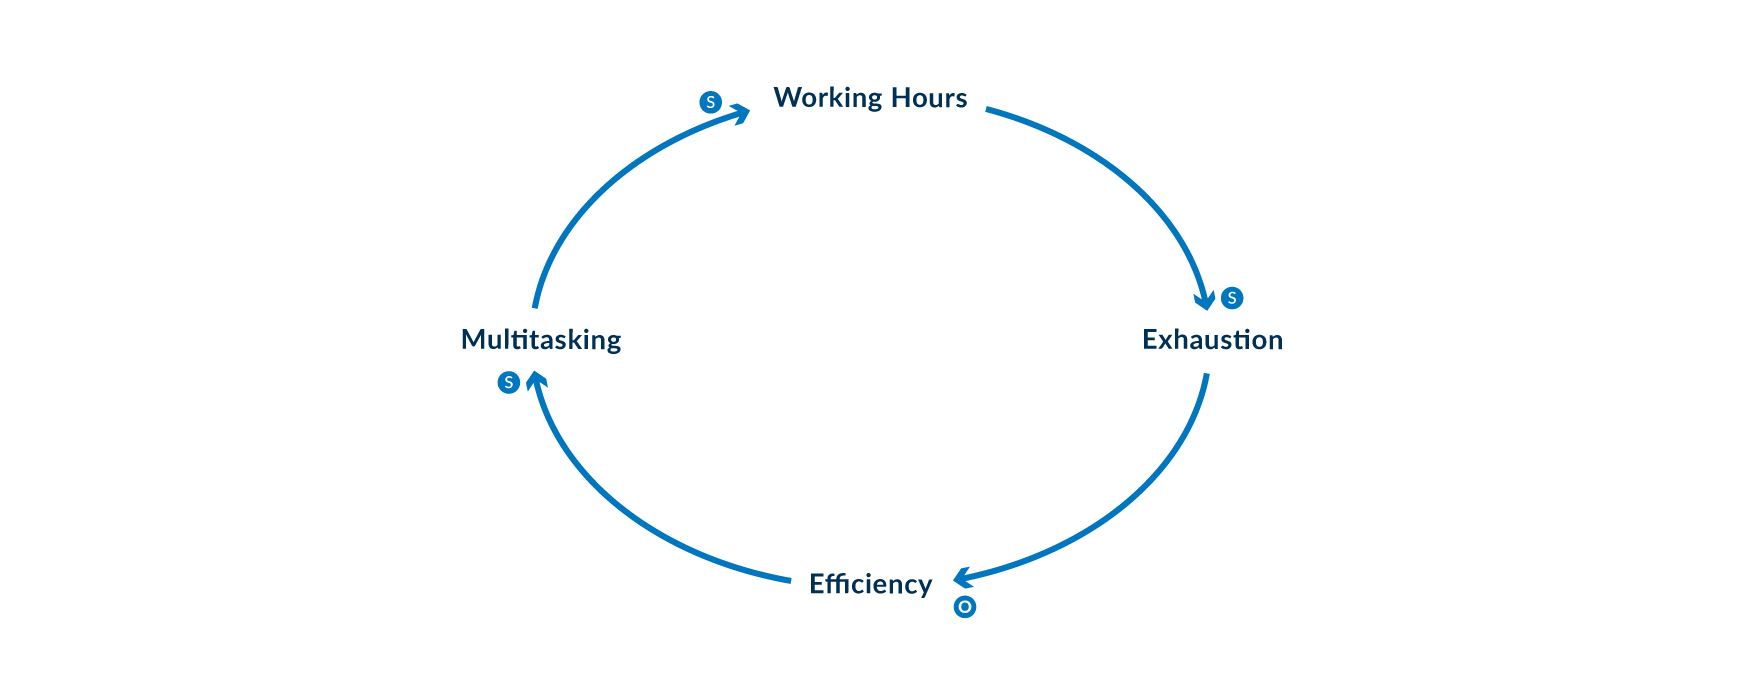 S
Working Hours
S
Multitasking
Exhaustion
S
Efficiency
O